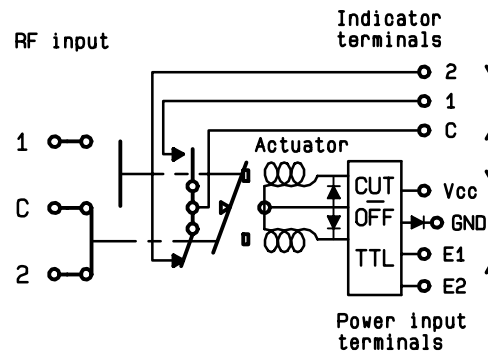 Indicator
terminals
RF input
2
1
C
Actuator
1
C
2
CUT
OFF
TTL
Vcc
GND
E1
E2
Power input
terminals